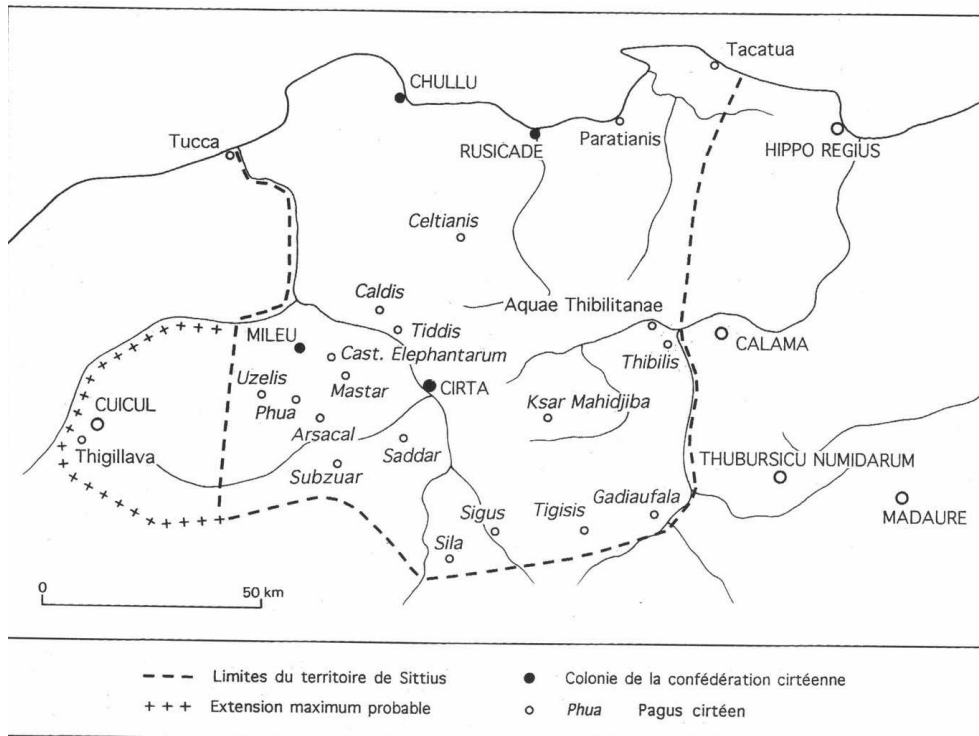 Tacatua
CHULLU
Tucca
RUSICADE
Paratianis
HIPPO REGIUS
Celtianis
Caldis
Aquae Thibilitanae
Tiddis
MILEU
CALAMA
Cast. Elephantarum
Thibilis
Uzelis
Mastar
CIRTA
CUICUL
Phua
Ksar Mahidjiba
Arsacal
Thigillava
Saddar
THUBURSICU NUMIDARUM
Subzuar
Gadiaufala
Sigus
Tigisis
MADAURE
Sila
0
50 km
Limites du territoire de Sittius
Colonie de la confédération cirtéenne
Extension maximum probable
Phua
Pagus cirtéen